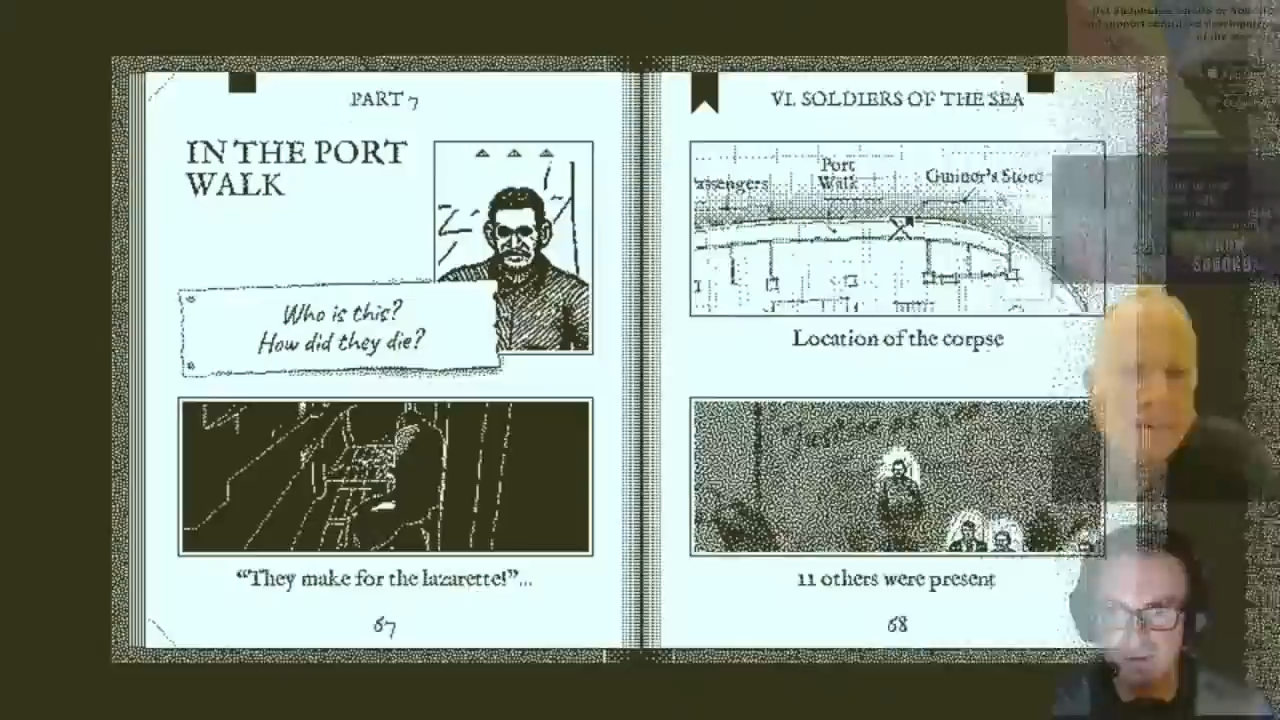 PART 7
IN THE PORT
WALK
Who is this?
How did they die?
"They make for the lazarette!"...
67
VI. SOLDIERS OF THE SEA
Port
Walk
Gunner's Store
Location of the corpse
11 others were present
68